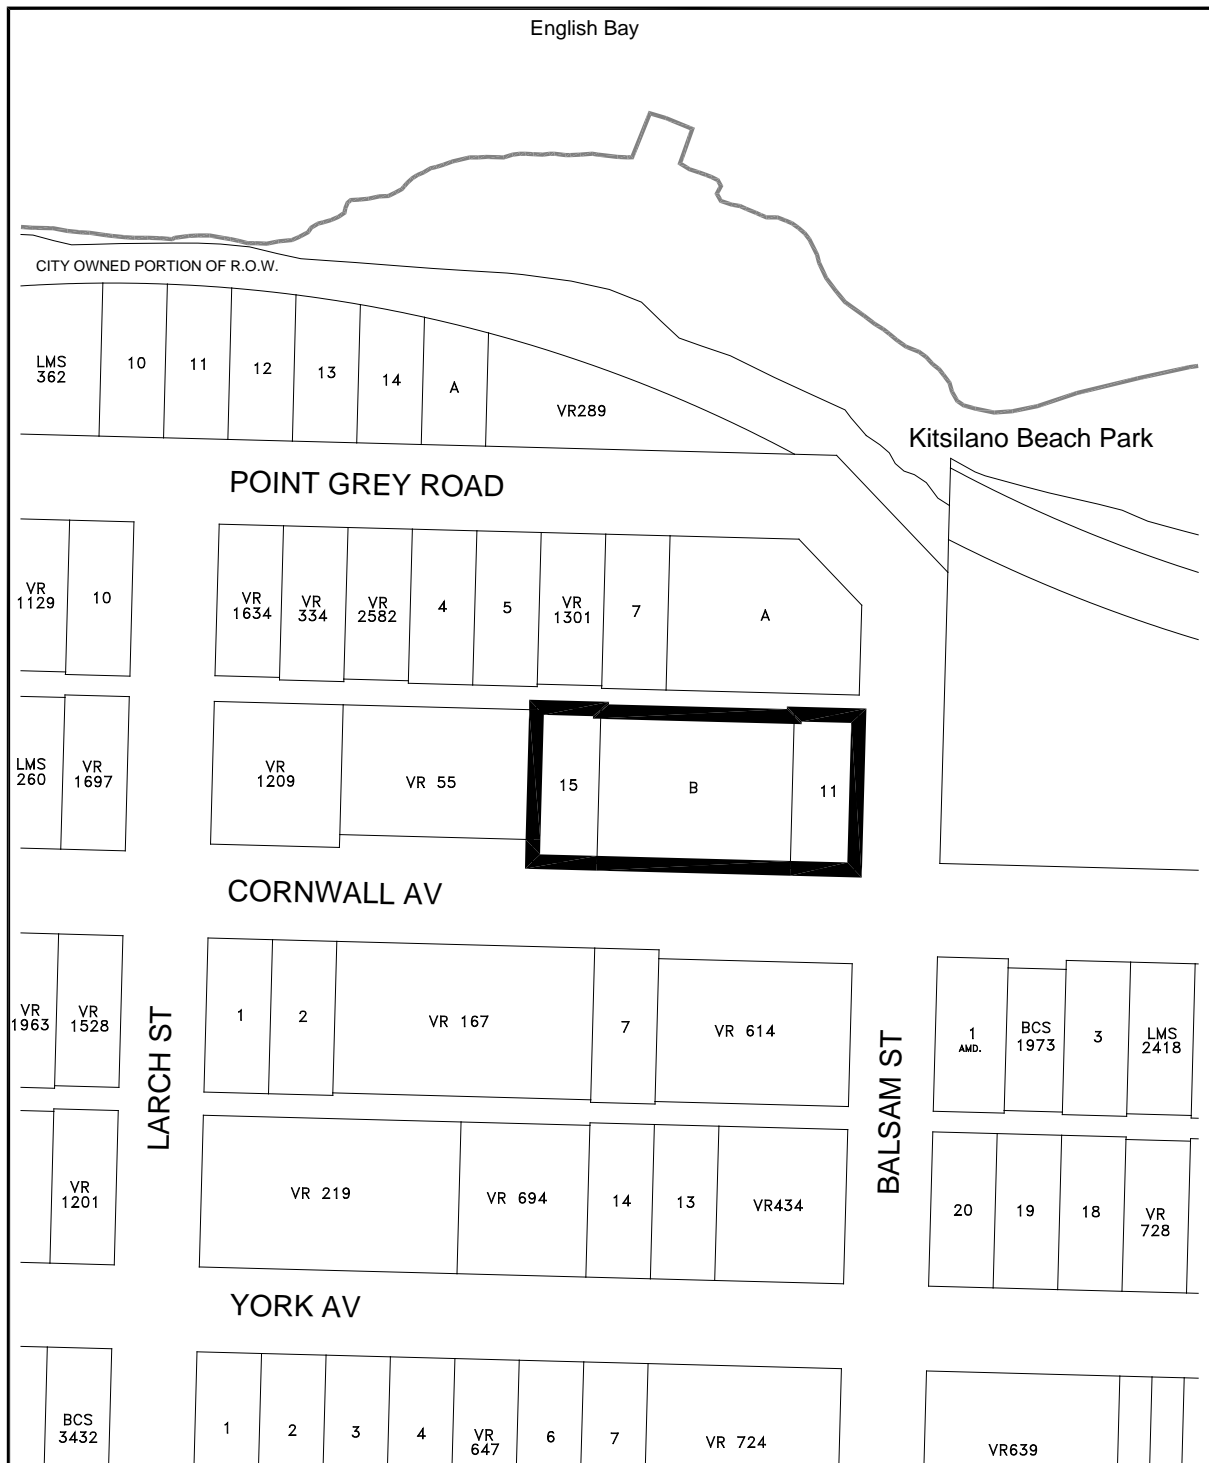 English Bay
CITY OWNED PORTION OF R.O.W.
LMS
362
10
11
12
13
14
A
VR289
Kitsilano Beach Park
POINT GREY ROAD
VR
1129
10
VR
1634
VR
334
VR
2582
4
5
VR
1301
7
A
LMS
260
VR
1697
VR
1209
VR 55
15
B
11
CORNWALL AV
VR
1963
VR
1528
LARCH ST
1
2
VR 167
7
VR 614
BALSAM ST
1
AMD.
BCS
1973
3
LMS
2418
VR
1201
VR 219
VR 694
14
13
VR434
20
19
18
VR
728
YORK AV
BCS
3432
1
2
3
4
VR
647
6
7
VR 724
VR639